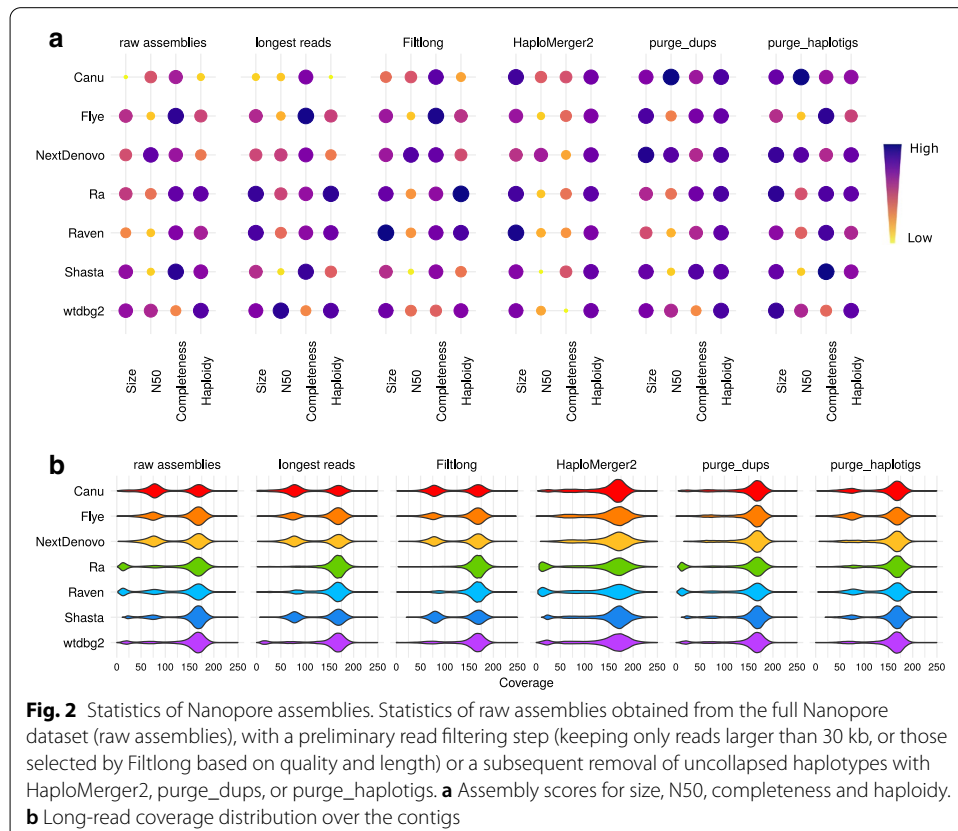 a
raw assemblies longest reads Filtlong HaploMerger2 purge_dups purge_haplotigs
Canu
Flye
NextDenovo
Ra
Raven
Shasta
wtdbg2
High
Low
Size N50 Completeness Haploidy Size N50 Completeness Haploidy Size N50 Completeness Haploidy Size N50 Completeness Haploidy Size N50 Completeness Haploidy Size N50 Completeness Haploidy
b
raw assemblies longest reads Filtlong HaploMerger2 purge_dups purge_haplotigs
Canu
Flye
NextDenovo
Ra
Raven
Shasta
wtdbg2
0 50 100 150 200 250 0 50 100 150 200 250 0 50 100 150 200 250 0 50 100 150 200 250 0 50 100 150 200 250 0 50 100 150 200 250
Coverage
Fig. 2 Statistics of Nanopore assemblies. Statistics of raw assemblies obtained from the full Nanopore
dataset (raw assemblies), with a preliminary read filtering step (keeping only reads larger than 30 kb, or those
selected by Filtlong based on quality and length) or a subsequent removal of uncollapsed haplotypes with
HaploMerger2, purge_dups, or purge_haplotigs. a Assembly scores for size, N50, completeness and haploidy.
b Long-read coverage distribution over the contigs